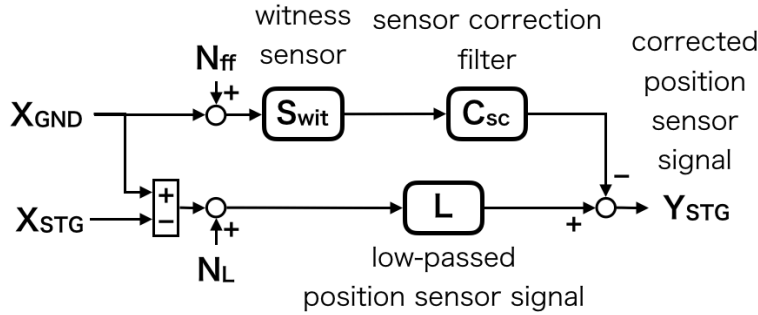 witness
sensor
sensor correction
filter
corrected
position
sensor
signal
Nff
+
XGND
Swit
Csc
−
+
−
XSTG
+
NL
L
+
YSTG
low-passed
position sensor signal